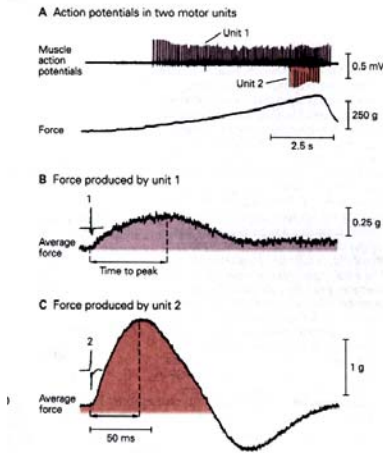 A Action potentials in two motor units
Unit 1
Muscle
action
potentials
0.5 mV
Unit 2
250 g
Force
2.5 s
B Force produced by unit 1
1
0.25 g
Average
force
Time to peak
C Force produced by unit 2
2
1 g
Average
force
50 ms